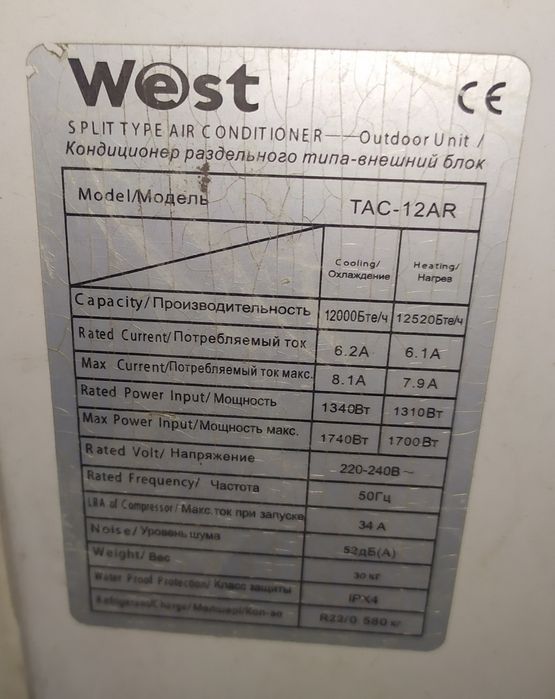 West
CE
SPLIT TYPE AIR CONDITIONER——Outdoor Unit /
Кондиционер раздельного типа-внешний блок
Model/Модель TAC-12AR
Cooling/ Heating/
Охлаждение Нагрев
Capacity/Производительность 12000Бте/ч 12520Бте/ч
Rated Current/Потребляемый ток 6.2A 6.1A
Max Current/Потребляемый ток макс. 8.1A 7.9A
Rated Power Input/Мощность 1340Вт 1310Вт
Max Power Input/Мощность макс. 1740Вт 1700Вт
Rated Volt/ Напряжение 220-240В~
Rated Frequency/ Частота 50Гц
LRA of Compressor/ Макс.ток при запуске 34 A
Noise/Уровень шума 52дБ(А)
Weight/ Вес 30 кг
Water Proof Protection/ Класс защиты IPX4
R22/0.580 кг